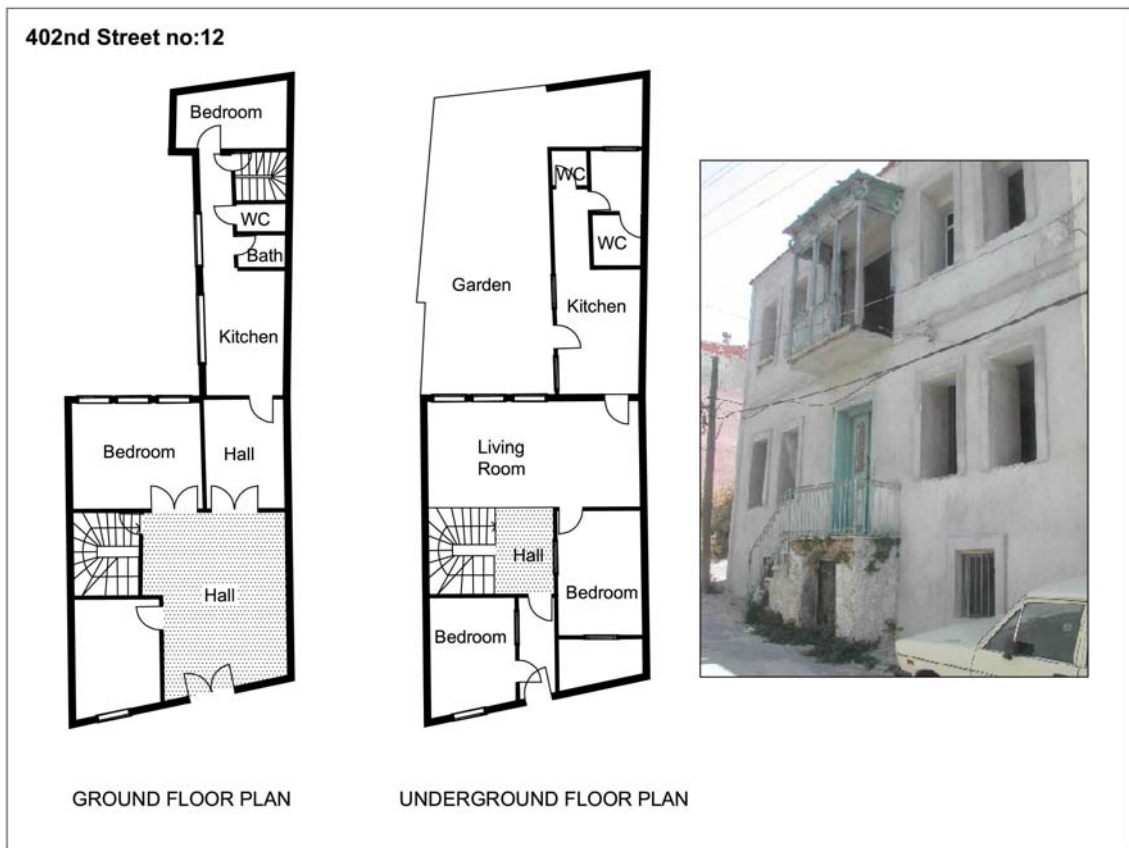 402nd Street no:12
Bedroom
WC
Bath
Kitchen
Bedroom
Hall
Hall
GROUND FLOOR PLAN
WC
WC
Garden
Kitchen
Living
Room
Hall
Bedroom
Bedroom
UNDERGROUND FLOOR PLAN